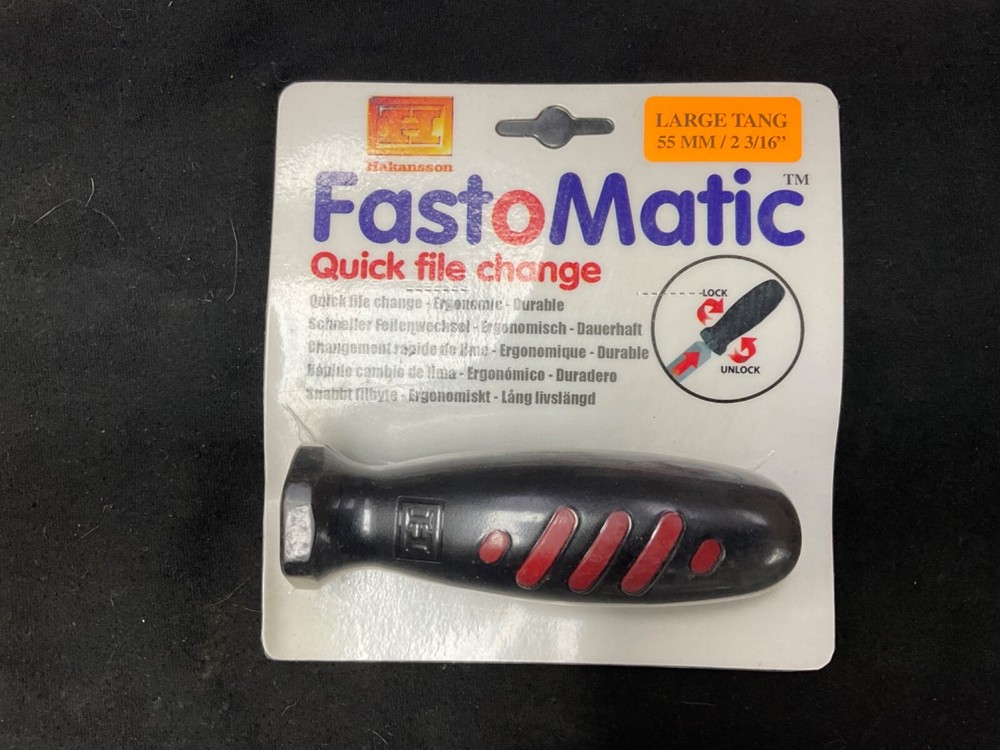 Hakansson
LARGE TANG
55 MM / 2 3/16”
FastoMatic™
Quick file change
Quick file change - Ergonomic - Durable
Schneller Feilenwechsel - Ergonomisch - Dauerhaft
Changement rapide de lime - Ergonomique - Durable
Rápido cambio de lima - Ergonómico - Duradero
Snabbt filbyte - Ergonomiskt - Lång livslängd
LOCK
UNLOCK
H